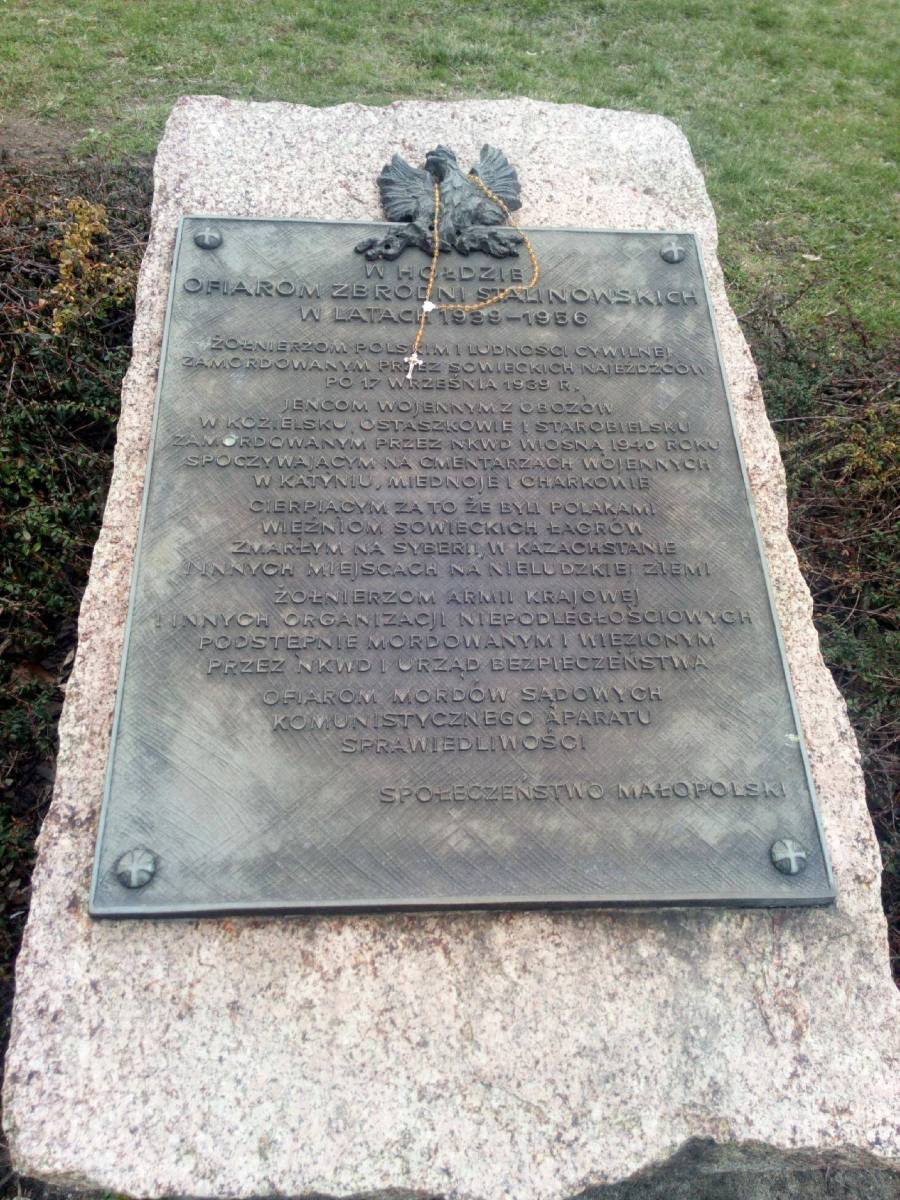 W HOŁDZIE
OFIAROM ZBRODNI STALINOWSKICH
W LATACH 1939-1956
ŻOŁNIERZOM POLSKIM I LUDNOŚCI CYWILNEJ
ZAMORDOWANYM PRZEZ SOWIECKICH NAJEŹDŹCÓW
PO 17 WRZEŚNIA 1939 R.
JEŃCOM WOJENNYM Z OBOZÓW
W KOZIELSKU, OSTASZKOWIE I STAROBIELSKU
ZAMORDOWANYM PRZEZ NKWD WIOSNĄ 1940 ROKU
SPOCZYWAJĄCYM NA CMENTARZACH WOJENNYCH
W KATYNIU, MIEDNOJE I CHARKOWIE
CIERPIĄCYM ZA TO ŻE BYLI POLAKAMI
WIĘŹNIOM SOWIECKICH ŁAGRÓW
ZMARŁYM NA SYBERII, W KAZACHSTANIE
I INNYCH MIEJSCACH NA NIELUDZKIEJ ZIEMI
ŻOŁNIERZOM ARMII KRAJOWEJ
I INNYCH ORGANIZACJI NIEPODLEGŁOŚCIOWYCH
PODSTĘPNIE MORDOWANYM I WIĘZIONYM
PRZEZ NKWD I URZĄD BEZPIECZEŃSTWA
OFIAROM MORDÓW SĄDOWYCH
KOMUNISTYCZNEGO APARATU
SPRAWIEDLIWOŚCI
SPOŁECZEŃSTWO MAŁOPOLSKI